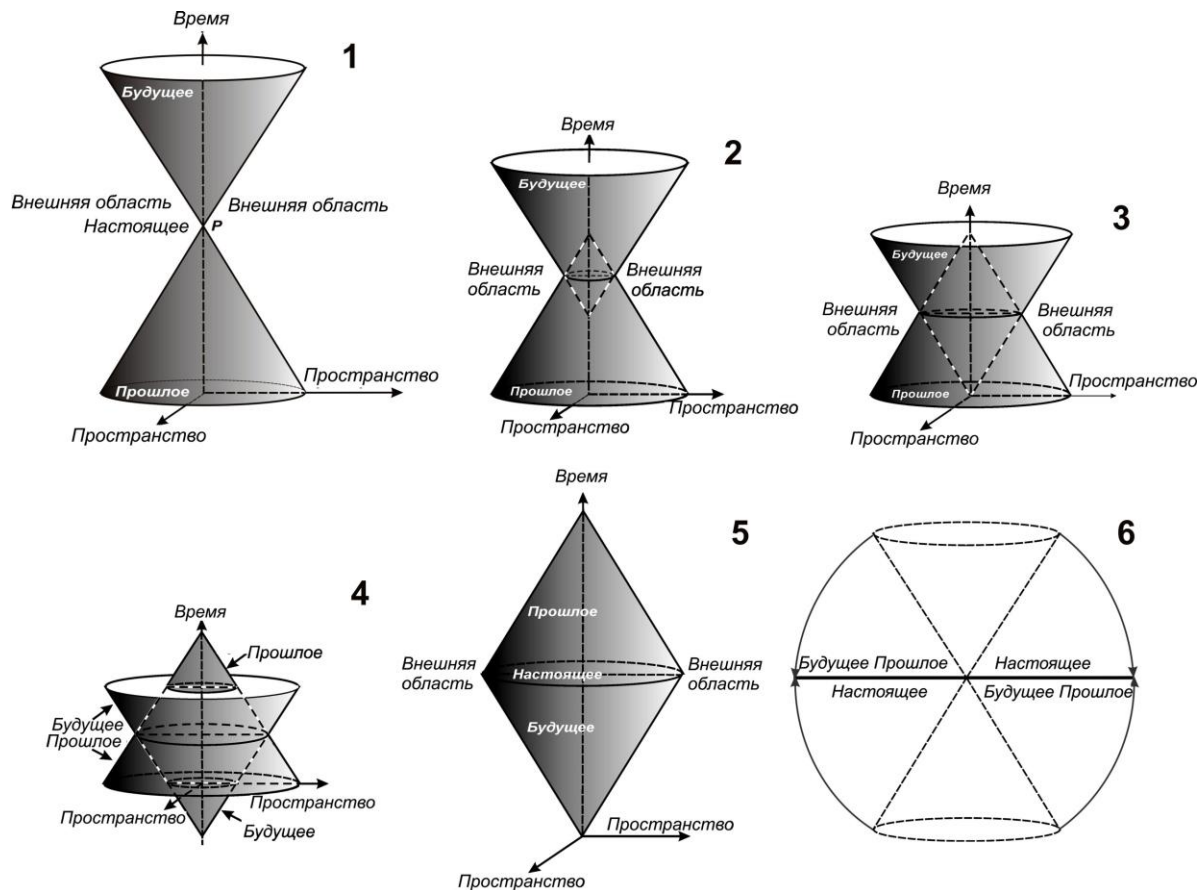 Время
1
Будущее
Внешняя область
Внешняя область
Настоящее
P
Прошлое
Пространство
Пространство
Время
2
Будущее
Внешняя
область
Внешняя
область
Прошлое
Пространство
Пространство
Время
3
Будущее
Внешняя
область
Внешняя
область
Прошлое
Пространство
Пространство
4
Время
Прошлое
Будущее
Прошлое
Пространство
Пространство
Будущее
Время
5
Прошлое
Внешняя
область
Настоящее
Внешняя
область
Будущее
Пространство
Пространство
6
Будущее Прошлое
Настоящее
Настоящее
Будущее Прошлое